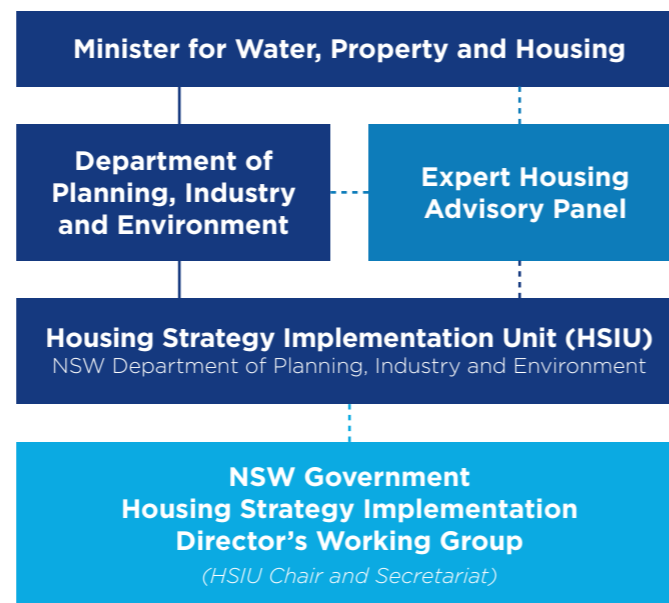 Minister for Water, Property and Housing
Department of
Planning, Industry
and Environment
Expert Housing
Advisory Panel
Housing Strategy Implementation Unit (HSIU)
NSW Department of Planning, Industry and Environment
NSW Government
Housing Strategy Implementation
Director’s Working Group
(HSIU Chair and Secretariat)